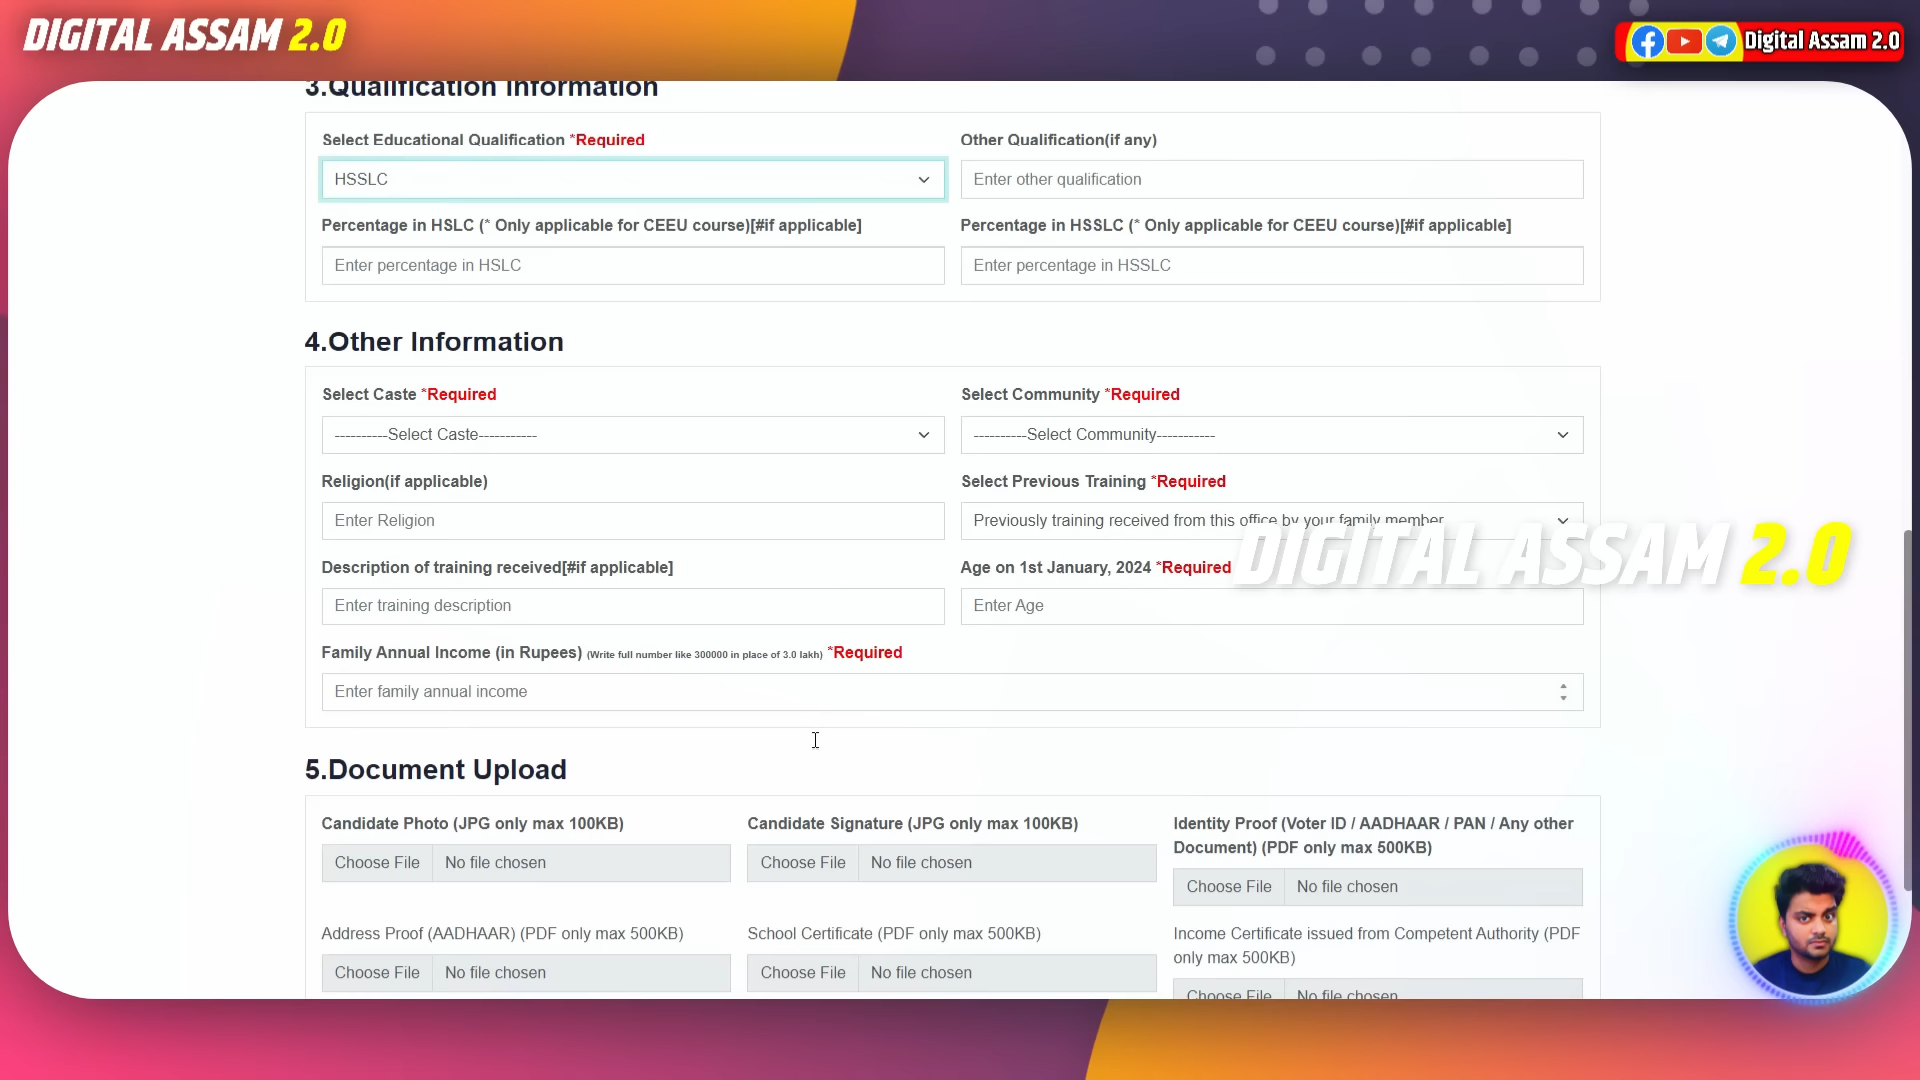 DIGITAL ASSAM 2.0
Digital Assam 2.0
3.Qualification Information
Select Educational Qualification *Required
Other Qualification(if any)
HSSLC
Enter other qualification
Percentage in HSLC (* Only applicable for CEEU course)[#if applicable]
Percentage in HSSLC (* Only applicable for CEEU course)[#if applicable]
Enter percentage in HSLC
Enter percentage in HSSLC
4.Other Information
Select Caste *Required
Select Community *Required
----------Select Caste-----------
----------Select Community-----------
Religion(if applicable)
Select Previous Training *Required
Enter Religion
Previously training received from this office by your family member
DIGITAL ASSAM 2.0
Description of training received[#if applicable]
Age on 1st January, 2024 *Required
Enter training description
Enter Age
Family Annual Income (in Rupees) (Write full number like 300000 in place of 3.0 lakh) *Required
Enter family annual income
5.Document Upload
Candidate Photo (JPG only max 100KB)
Candidate Signature (JPG only max 100KB)
Identity Proof (Voter ID / AADHAAR / PAN / Any other
Document) (PDF only max 500KB)
Choose File No file chosen
Choose File No file chosen
Choose File No file chosen
Address Proof (AADHAAR) (PDF only max 500KB)
School Certificate (PDF only max 500KB)
Income Certificate issued from Competent Authority (PDF
only max 500KB)
Choose File No file chosen
Choose File No file chosen
Choose File No file chosen